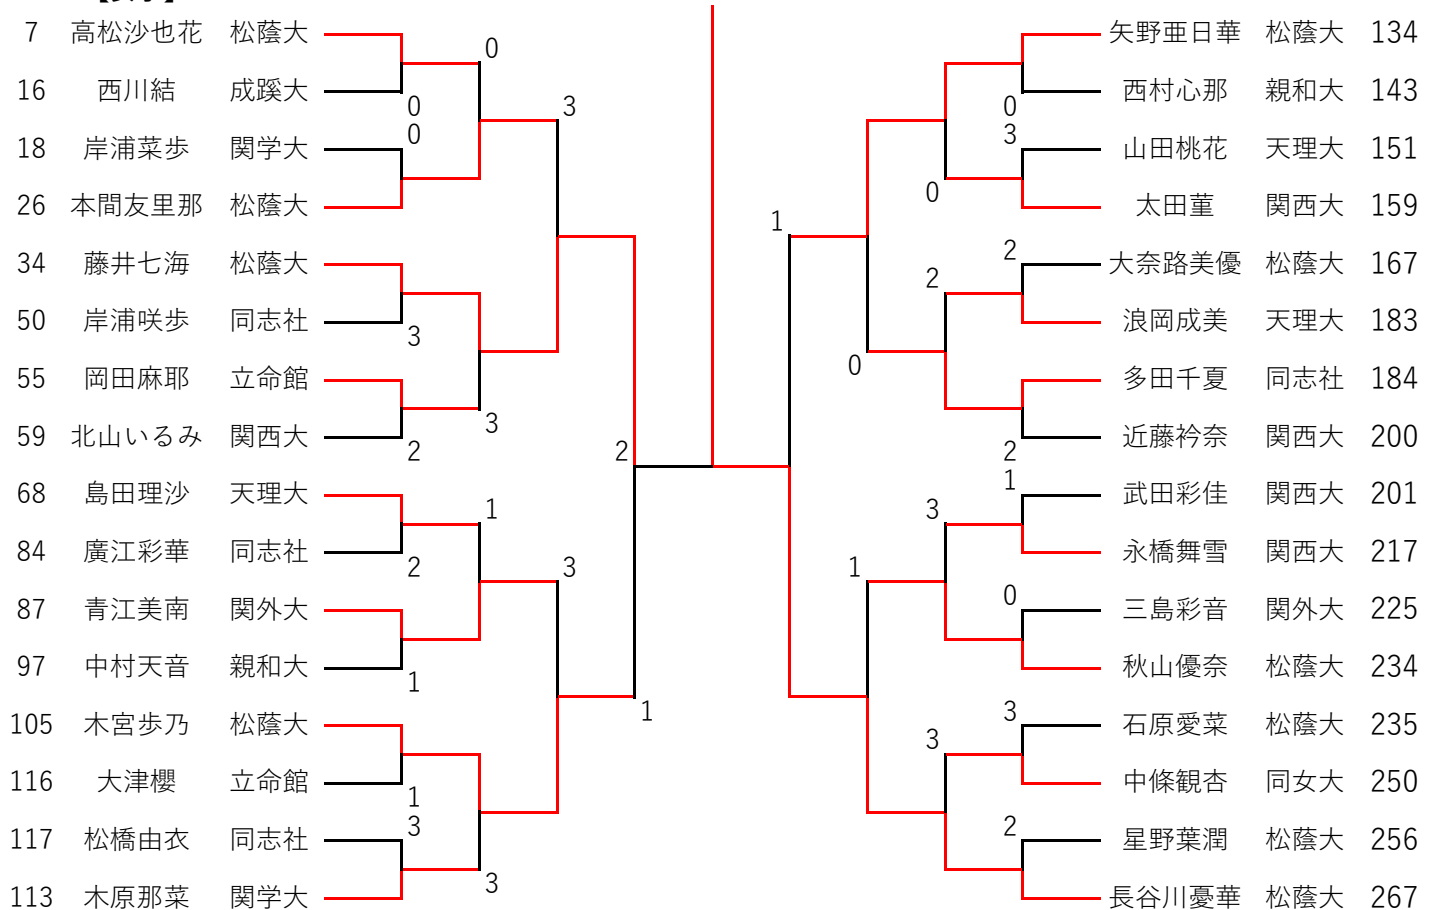 7 高松沙也花 松蔭大
16 西川結 成蹊大
18 岸浦菜歩 関学大
26 本間友里那 松蔭大
34 藤井七海 松蔭大
50 岸浦咲歩 同志社
55 岡田麻耶 立命館
59 北山いるみ 関西大
68 島田理沙 天理大
84 廣江彩華 同志社
87 青江美南 関外大
97 中村天音 親和大
105 木宮歩乃 松蔭大
116 大津櫻 立命館
117 松橋由衣 同志社
113 木原那菜 関学大
0
0
0
3
3
2
3
1
2
3
1
1
3
3
2
1
矢野亜日華 松蔭大 134
西村心那 親和大 143
山田桃花 天理大 151
太田菫 関西大 159
大奈路美優 松蔭大 167
浪岡成美 天理大 183
多田千夏 同志社 184
近藤衿奈 関西大 200
武田彩佳 関西大 201
永橋舞雪 関西大 217
三島彩音 関外大 225
秋山優奈 松蔭大 234
石原愛菜 松蔭大 235
中條観杏 同女大 250
星野葉潤 松蔭大 256
長谷川憂華 松蔭大 267
0
3
0
1
2
2
0
2
1
3
1
0
3
3
2